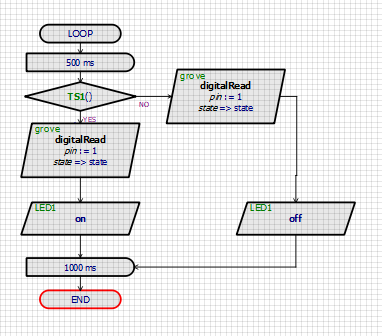 LOOP
500 ms
TS1()
NO
YES
grove
digitalRead
pin := 1
state => state
grove
digitalRead
pin := 1
state => state
LED1
on
LED1
off
1000 ms
END